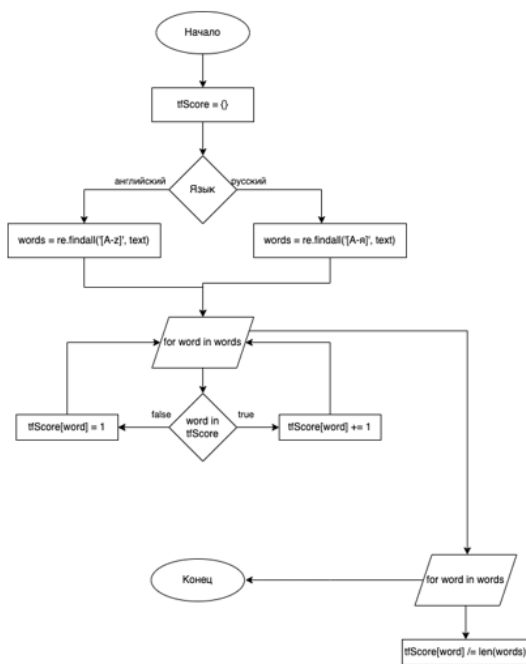 Начало
tfScore = {}
Язык
английский
русский
words = re.findall('[A-z]', text)
words = re.findall('[А-я]', text)
for word in words
false
word in
tfScore
true
tfScore[word] = 1
tfScore[word] += 1
Конец
for word in words
tfScore[word] /= len(words)